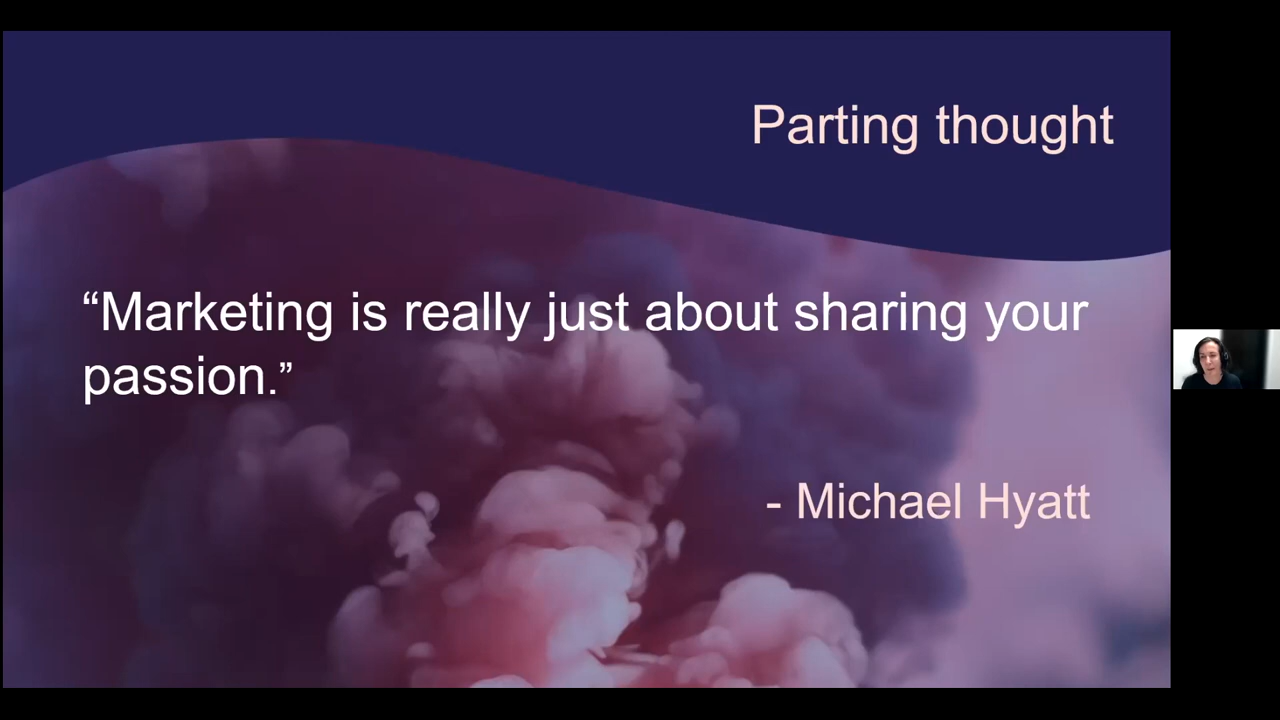 Parting thought
“Marketing is really just about sharing your
passion.”
- Michael Hyatt